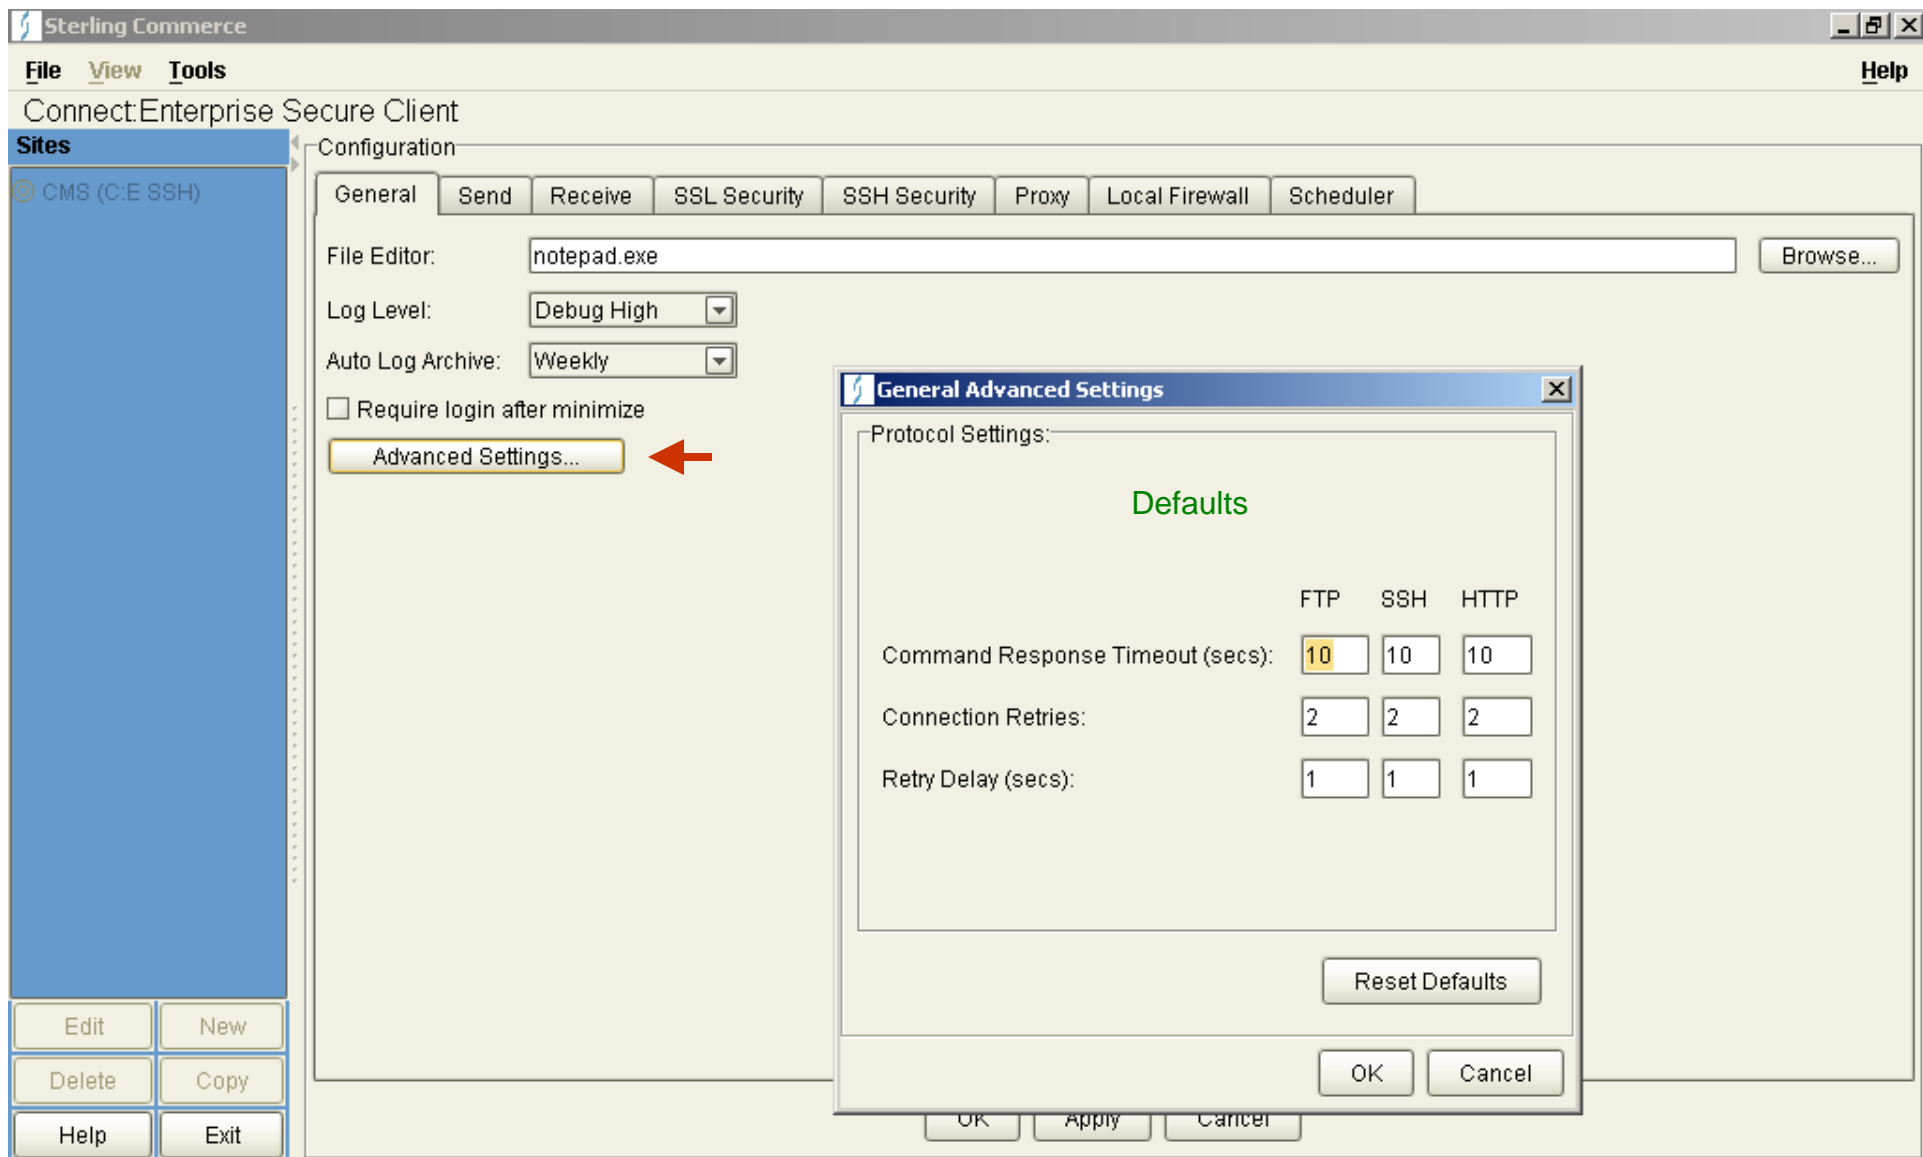 Sterling Commerce
File View Tools Help
Connect:Enterprise Secure Client
Sites
CMS (C:E SSH)
Configuration
General Send Receive SSL Security SSH Security Proxy Local Firewall Scheduler
File Editor: notepad.exe Browse...
Log Level: Debug High
Auto Log Archive: Weekly
Require login after minimize
Advanced Settings...
General Advanced Settings
Protocol Settings:
Defaults
FTP SSH HTTP
Command Response Timeout (secs): 10 10 10
Connection Retries: 2 2 2
Retry Delay (secs): 1 1 1
Reset Defaults
OK Cancel
Edit New
Delete Copy
Help Exit
OK Apply Cancel